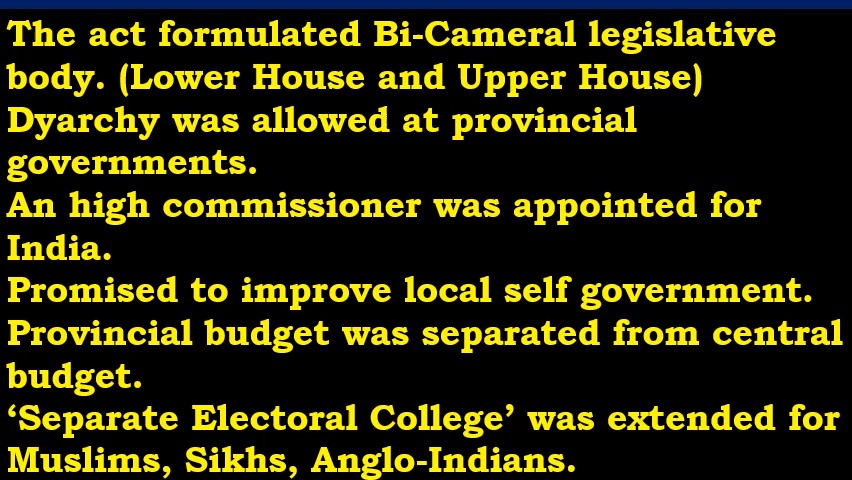 The act formulated Bi-Cameral legislative
body. (Lower House and Upper House)
Dyarchy was allowed at provincial
governments.
An high commissioner was appointed for
India.
Promised to improve local self government.
Provincial budget was separated from central
budget.
‘Separate Electoral College’ was extended for
Muslims, Sikhs, Anglo-Indians.